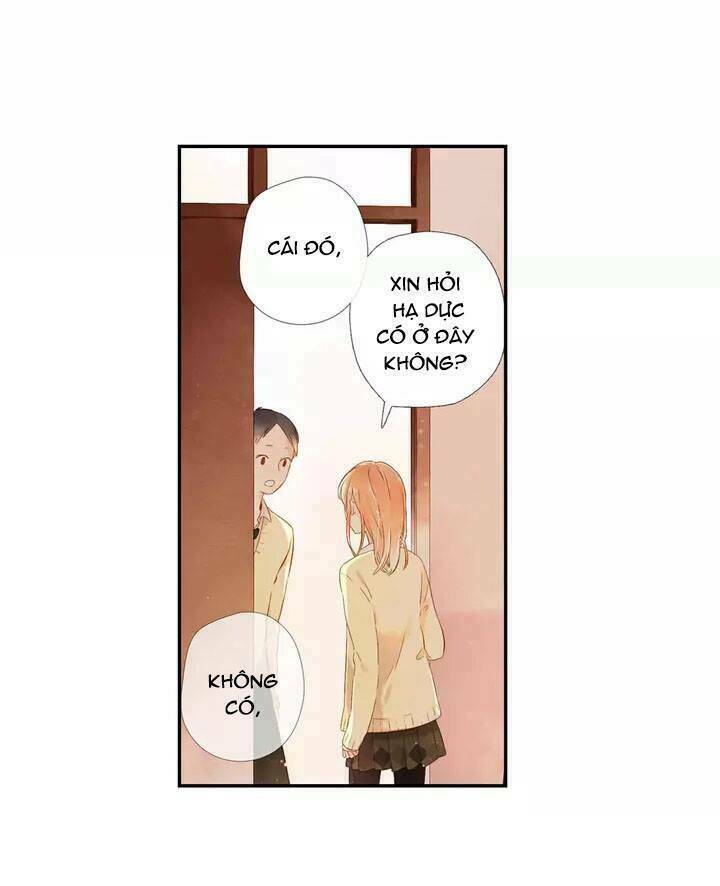 CÁI ĐÓ,
XIN HỎI
HẠ DỰC
CÓ Ở ĐÂY
KHÔNG?
KHÔNG
CÓ,